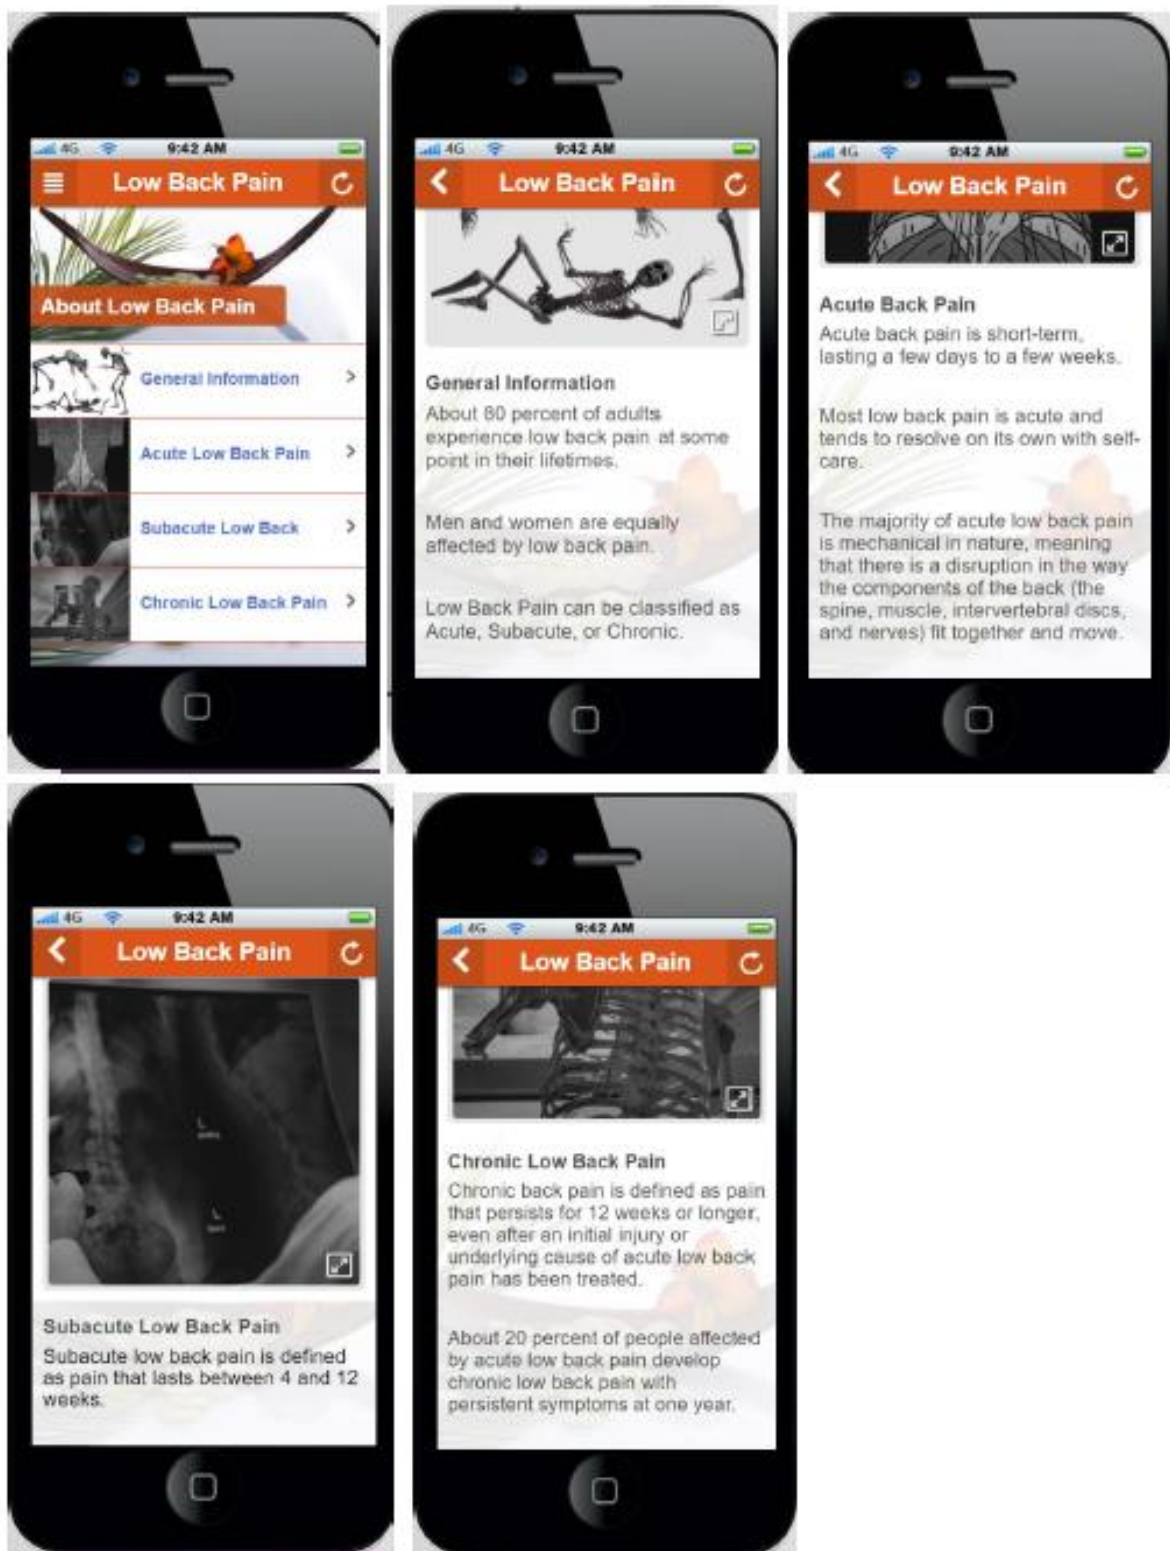 4G 9:42 AM
Low Back Pain
About Low Back Pain
General Information
Acute Low Back Pain
Subacute Low Back
Chronic Low Back Pain
4G 9:42 AM
Low Back Pain
General Information
About 80 percent of adults
experience low back pain at some
point in their lifetimes.
Men and women are equally
affected by low back pain.
Low Back Pain can be classified as
Acute, Subacute, or Chronic.
4G 9:42 AM
Low Back Pain
Acute Back Pain
Acute back pain is short-term,
lasting a few days to a few weeks.
Most low back pain is acute and
tends to resolve on its own with self-
care.
The majority of acute low back pain
is mechanical in nature, meaning
that there is a disruption in the way
the components of the back (the
spine, muscle, intervertebral discs,
and nerves) fit together and move.
4G 9:42 AM
Low Back Pain
L
L
Subacute Low Back Pain
Subacute low back pain is defined
as pain that lasts between 4 and 12
weeks.
4G 9:42 AM
Low Back Pain
Chronic Low Back Pain
Chronic back pain is defined as pain
that persists for 12 weeks or longer,
even after an initial injury or
underlying cause of acute low back
pain has been treated.
About 20 percent of people affected
by acute low back pain develop
chronic low back pain with
persistent symptoms at one year.